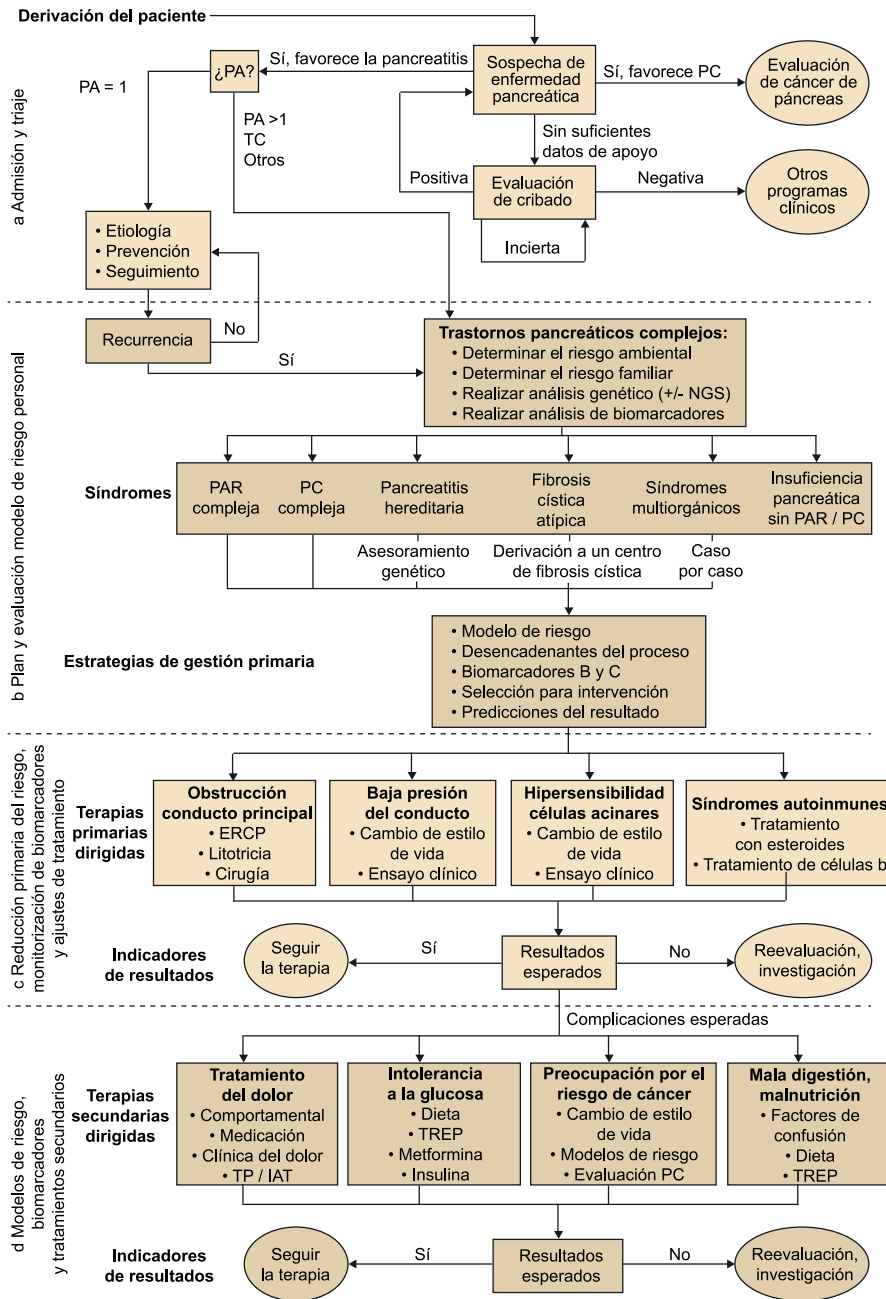 Derivación del paciente
a Admisión y triaje
¿PA?
Sí, favorece la pancreatitis
Sospecha de
enfermedad
pancreática
Sí, favorece PC
Evaluación
de cáncer de
páncreas
PA = 1
PA >1
TC
Otros
Sin suficientes
datos de apoyo
Positiva
Evaluación
de cribado
Negativa
Otros
programas
clínicos
Incierta
• Etiología
• Prevención
• Seguimiento
b Plan y evaluación modelo de riesgo personal
Recurrencia
No
Sí
Trastornos pancreáticos complejos:
• Determinar el riesgo ambiental
• Determinar el riesgo familiar
• Realizar análisis genético (+/- NGS)
• Realizar análisis de biomarcadores
Síndromes
PAR
compleja
PC
compleja
Pancreatitis
hereditaria
Fibrosis
cística
atípica
Síndromes
multiorgánicos
Insuficiencia
pancreática
sin PAR / PC
Asesoramiento
genético
Derivación a un centro
de fibrosis cística
Caso
por caso
Estrategias de gestión primaria
• Modelo de riesgo
• Desencadenantes del proceso
• Biomarcadores B y C
• Selección para intervención
• Predicciones del resultado
c Reducción primaria del riesgo,
monitorización de biomarcadores
y ajustes de tratamiento
Terapias
primarias
dirigidas
Obstrucción
conducto principal
• ERCP
• Litotricia
• Cirugía
Baja presión
del conducto
• Cambio de estilo
de vida
• Ensayo clínico
Hipersensibilidad
células acinares
• Cambio de estilo
de vida
• Ensayo clínico
Síndromes autoinmunes
• Tratamiento
con esteroides
• Tratamiento de células b
Indicadores
de resultados
Seguir
la terapia
Sí
Resultados
esperados
No
Reevaluación,
investigación
Complicaciones esperadas
d Modelos de riesgo,
biomarcadores
y tratamientos secundarios
Terapias
secundarias
dirigidas
Tratamiento
del dolor
• Comportamental
• Medicación
• Clínica del dolor
• TP / IAT
Intolerancia
a la glucosa
• Dieta
• TREP
• Metformina
• Insulina
Preocupación por el
riesgo de cáncer
• Cambio de estilo
de vida
• Modelos de riesgo
• Evaluación PC
Mala digestión,
malnutrición
• Factores de
confusión
• Dieta
• TREP
Indicadores
de resultados
Seguir
la terapia
Sí
Resultados
esperados
No
Reevaluación,
investigación